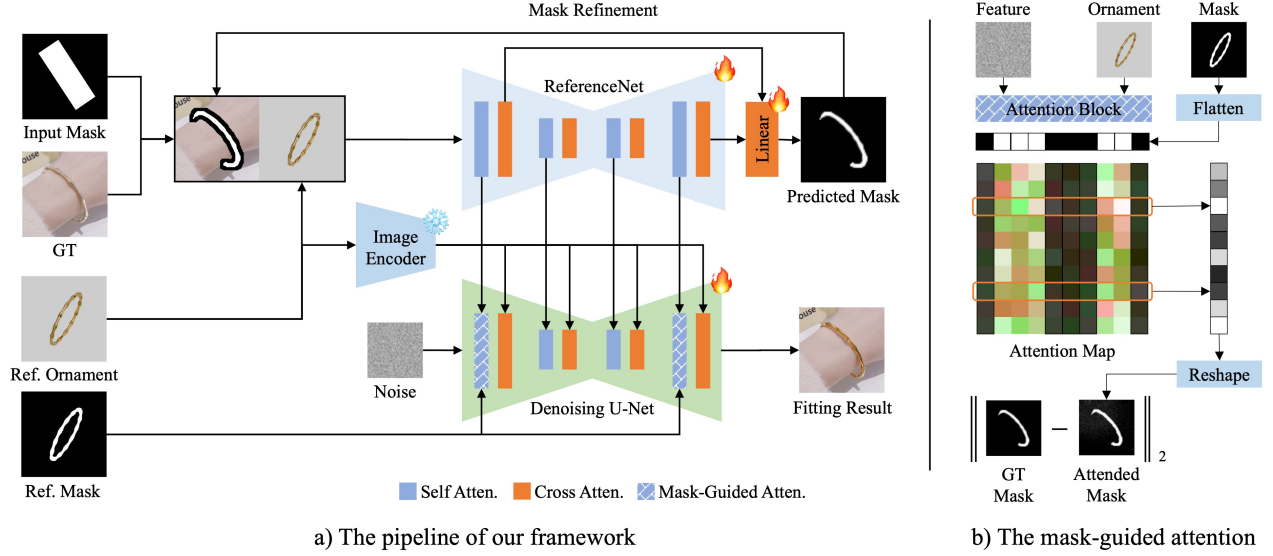 Mask Refinement
Input Mask
GT
Ref. Ornament
Ref. Mask
ouse
ReferenceNet
Linear
Predicted Mask
Image
Encoder
Noise
Denoising U-Net
ouse
Fitting Result
Self Atten.
Cross Atten.
Mask-Guided Atten.
a) The pipeline of our framework
Feature
Ornament
Mask
Attention Block
Flatten
Attention Map
Reshape
2
GT
Mask
Attended
Mask
b) The mask-guided attention